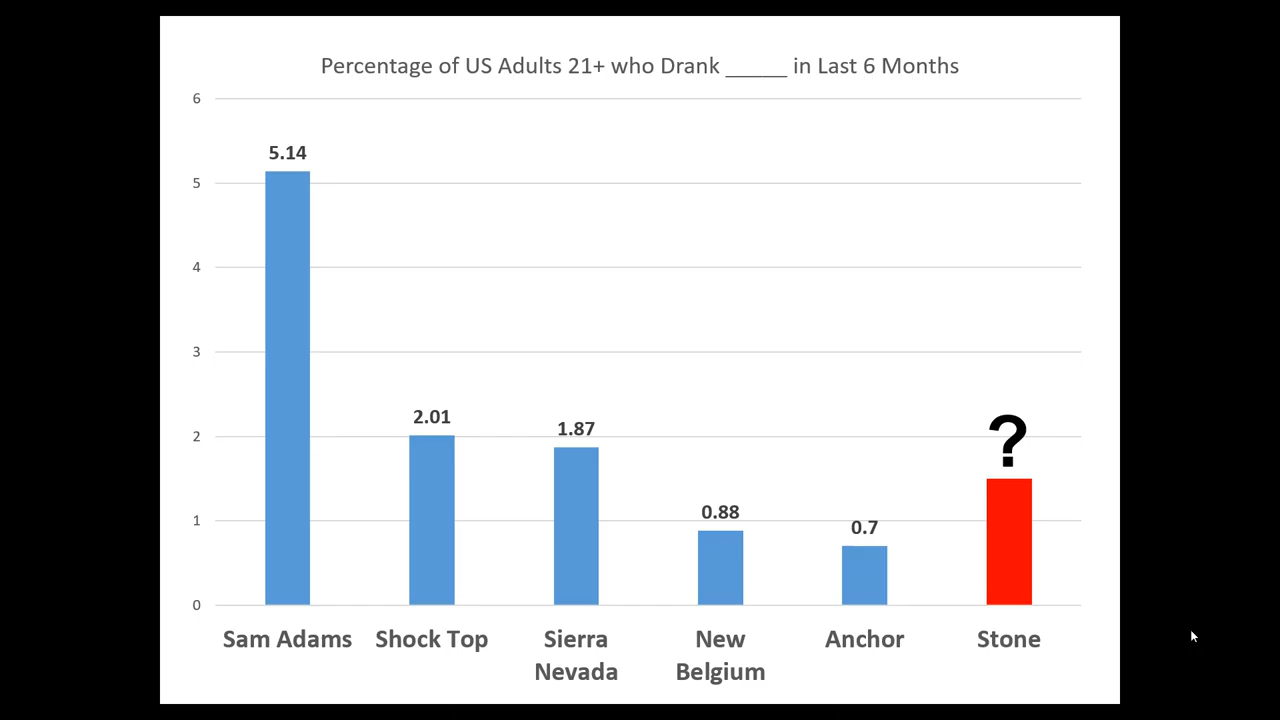 Percentage of US Adults 21+ who Drank _____ in Last 6 Months
6
5
4
3
2
1
0
5.14
2.01
1.87
0.88
0.7
?
Sam Adams
Shock Top
Sierra
Nevada
New
Belgium
Anchor
Stone